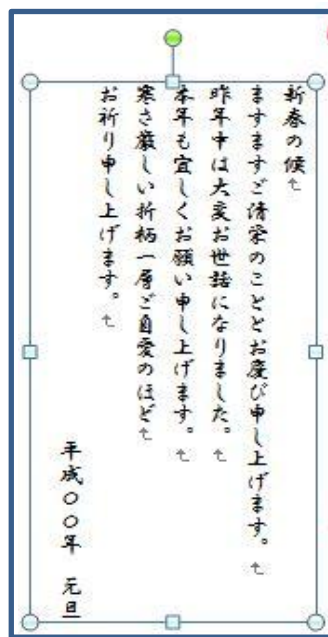 新春の候
ますますご清栄のこととお慶び申し上げます。
昨年中は大変お世話になりました。
本年も宜しくお願い申し上げます。
寒さ厳しい折柄一層ご自愛のほど
お祈り申し上げます。
平成〇〇年　元旦